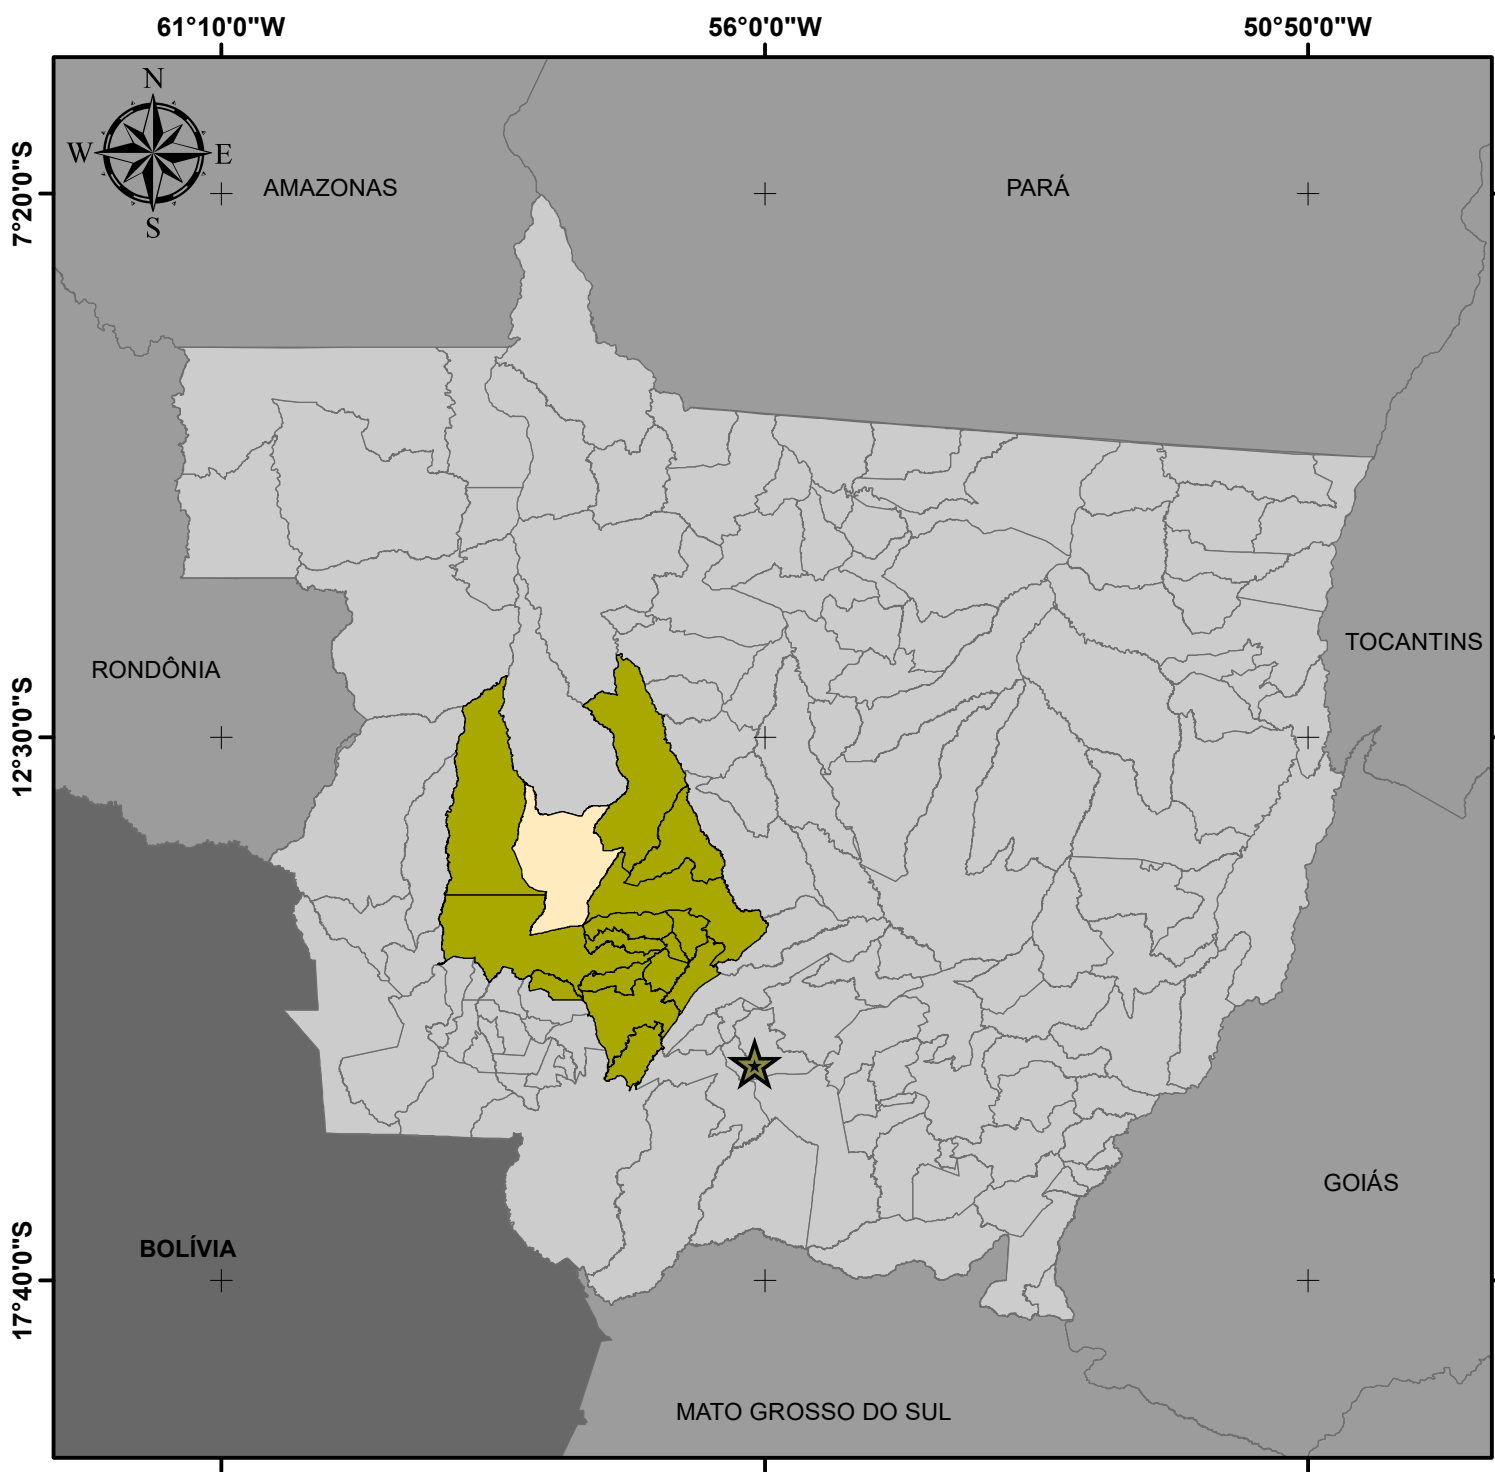 61°10'0"W 56°0'0"W 50°50'0"W
N
W E
S
7°20'0"S
12°30'0"S
17°40'0"S
AMAZONAS
PARÁ
TOCANTINS
RONDÔNIA
GOIÁS
BOLÍVIA
MATO GROSSO DO SUL